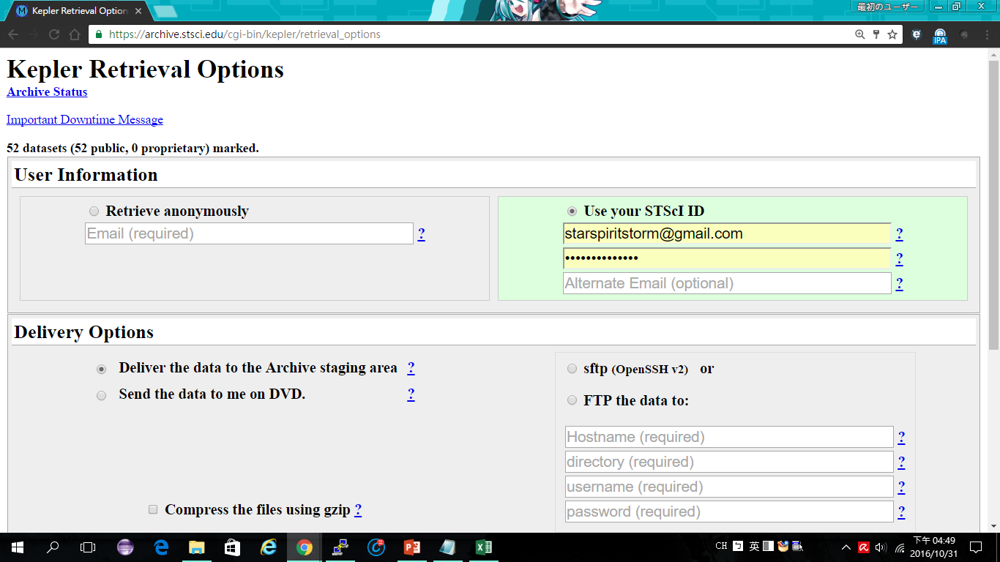 Kepler Retrieval Option
最初のユーザー
https://archive.stsci.edu/cgi-bin/kepler/retrieval_options
IPA
Kepler Retrieval Options
Archive Status
Important Downtime Message
52 datasets (52 public, 0 proprietary) marked.
User Information
Retrieve anonymously
Email (required) ?
Use your STScI ID
starspiritstorm@gmail.com ?
•••••••••••••• ?
Alternate Email (optional) ?
Delivery Options
Deliver the data to the Archive staging area ?
Send the data to me on DVD. ?
Compress the files using gzip ?
sftp (OpenSSH v2) or
FTP the data to:
Hostname (required) ?
directory (required) ?
username (required) ?
password (required) ?
CH 英
下午 04:49
2016/10/31